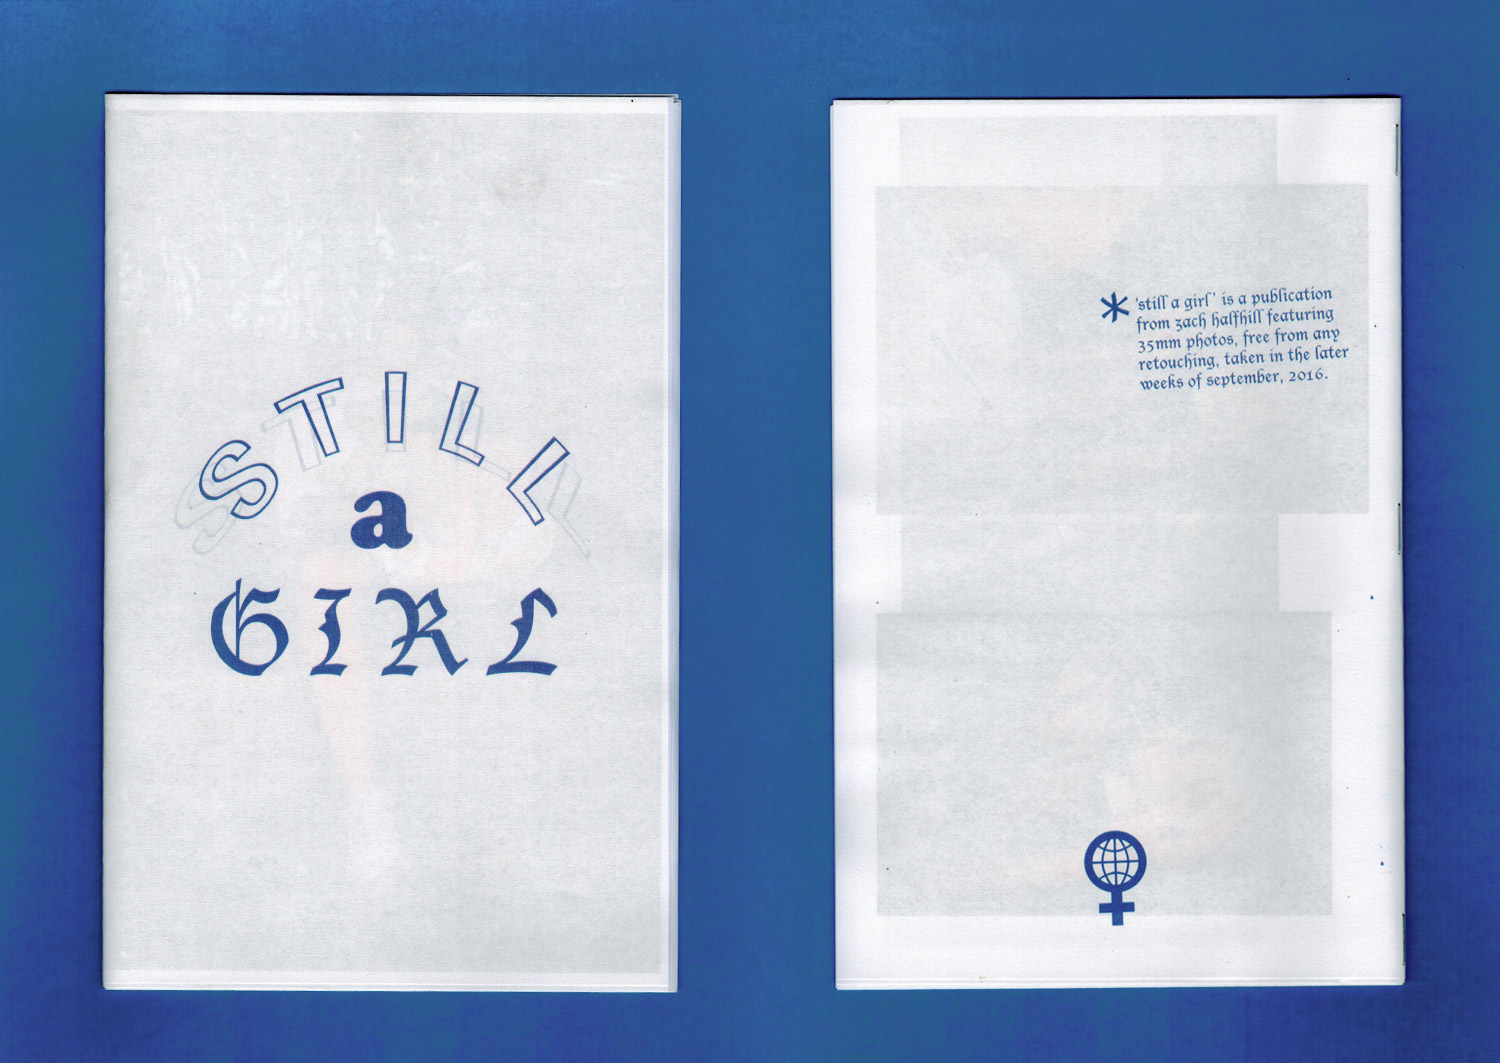 STILL
a
GIRL
* 'still a girl' is a publication
from zach halfhill featuring
35mm photos, free from any
retouching, taken in the later
weeks of september, 2016.